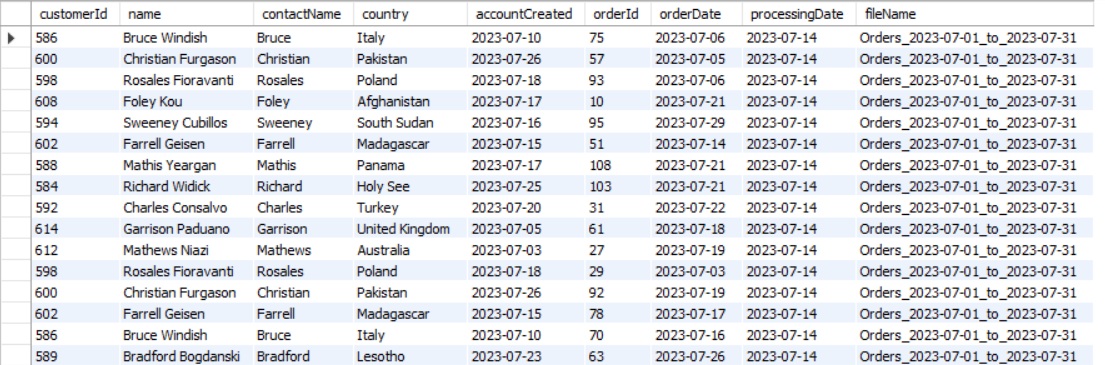 customerId name contactName country accountCreated orderId orderDate processingDate fileName
586 Bruce Windish Bruce Italy 2023-07-10 75 2023-07-06 2023-07-14 Orders_2023-07-01_to_2023-07-31
600 Christian Furgason Christian Pakistan 2023-07-26 57 2023-07-05 2023-07-14 Orders_2023-07-01_to_2023-07-31
598 Rosales Fioravanti Rosales Poland 2023-07-18 93 2023-07-06 2023-07-14 Orders_2023-07-01_to_2023-07-31
608 Foley Kou Foley Afghanistan 2023-07-17 10 2023-07-21 2023-07-14 Orders_2023-07-01_to_2023-07-31
594 Sweeney Cubillos Sweeney South Sudan 2023-07-16 95 2023-07-29 2023-07-14 Orders_2023-07-01_to_2023-07-31
602 Farrell Geisen Farrell Madagascar 2023-07-15 51 2023-07-14 2023-07-14 Orders_2023-07-01_to_2023-07-31
588 Mathis Yeargan Mathis Panama 2023-07-17 108 2023-07-21 2023-07-14 Orders_2023-07-01_to_2023-07-31
584 Richard Widick Richard Holy See 2023-07-25 103 2023-07-21 2023-07-14 Orders_2023-07-01_to_2023-07-31
592 Charles Consalvo Charles Turkey 2023-07-20 31 2023-07-22 2023-07-14 Orders_2023-07-01_to_2023-07-31
614 Garrison Paduano Garrison United Kingdom 2023-07-05 61 2023-07-18 2023-07-14 Orders_2023-07-01_to_2023-07-31
612 Mathews Niazi Mathews Australia 2023-07-03 27 2023-07-19 2023-07-14 Orders_2023-07-01_to_2023-07-31
598 Rosales Fioravanti Rosales Poland 2023-07-18 29 2023-07-03 2023-07-14 Orders_2023-07-01_to_2023-07-31
600 Christian Furgason Christian Pakistan 2023-07-26 92 2023-07-19 2023-07-14 Orders_2023-07-01_to_2023-07-31
602 Farrell Geisen Farrell Madagascar 2023-07-15 78 2023-07-17 2023-07-14 Orders_2023-07-01_to_2023-07-31
586 Bruce Windish Bruce Italy 2023-07-10 70 2023-07-16 2023-07-14 Orders_2023-07-01_to_2023-07-31
589 Bradford Bogdanski Bradford Lesotho 2023-07-23 63 2023-07-26 2023-07-14 Orders_2023-07-01_to_2023-07-31